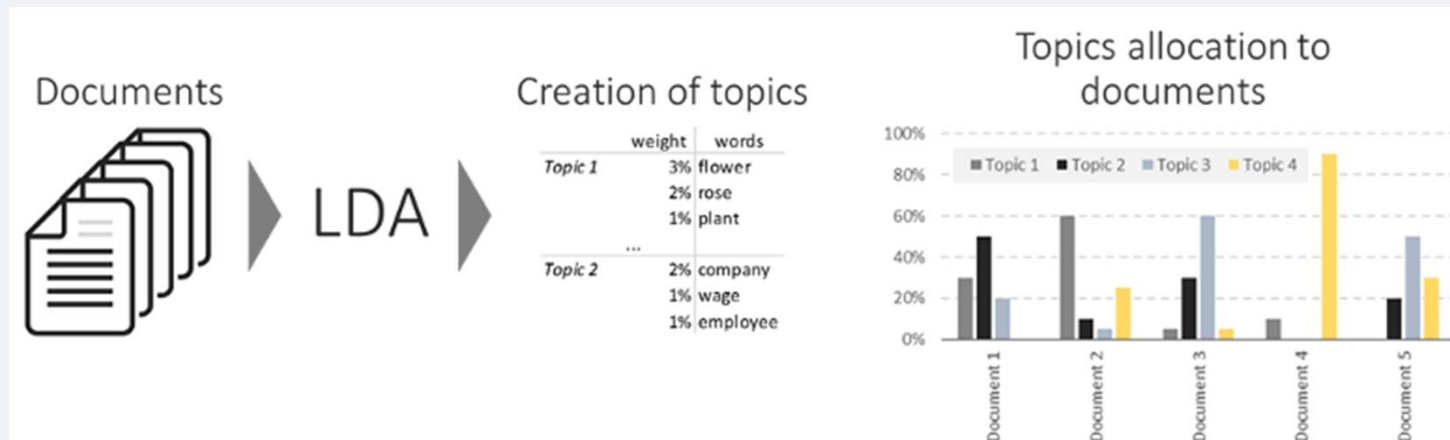 Documents
LDA
Creation of topics
weight words
Topic 1 3% flower
2% rose
1% plant
...
Topic 2 2% company
1% wage
1% employee
Topics allocation to
documents
100%
80%
60%
40%
20%
0%
Topic 1 Topic 2 Topic 3 Topic 4
Document 1
Document 2
Document 3
Document 4
Document 5